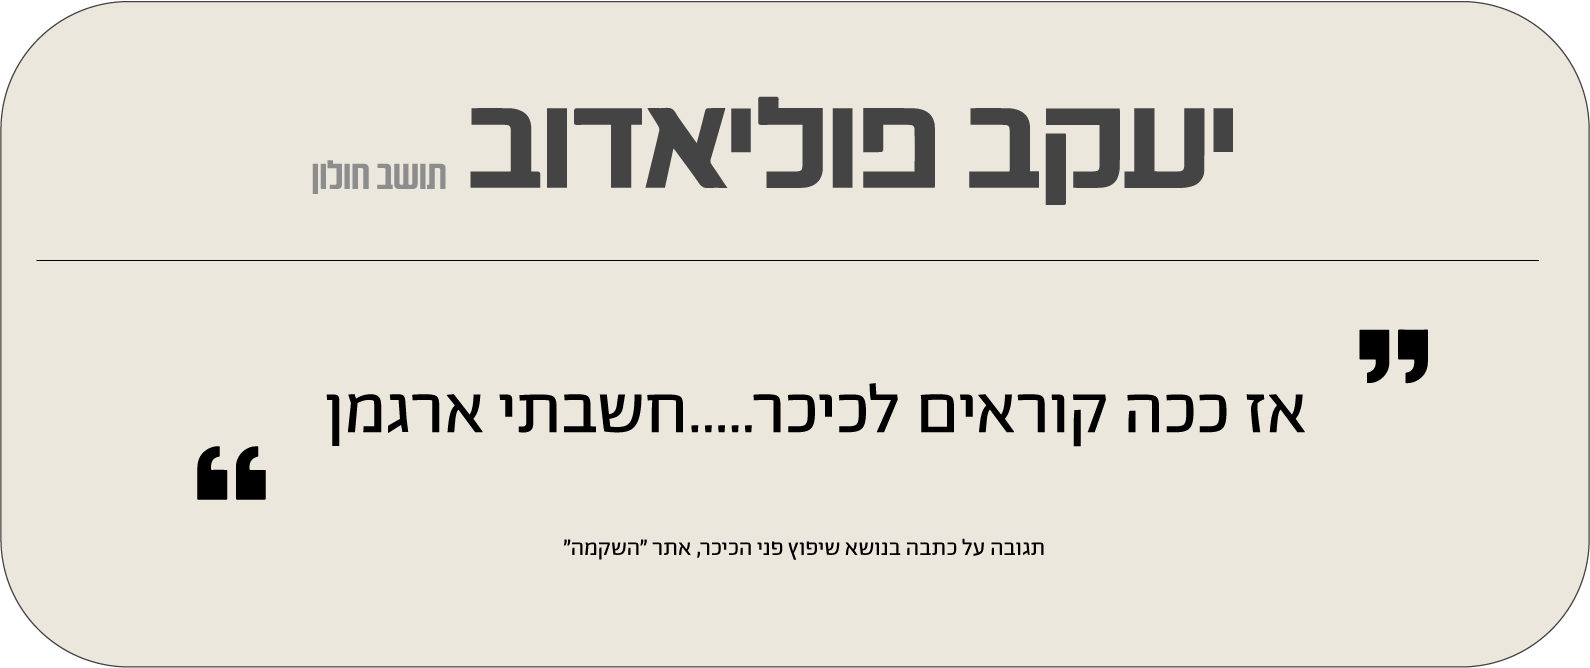 יעקב פוליאדוב תושב חולון
"אז ככה קוראים לכיכר.....חשבתי ארגמן"
תגובה על כתבה בנושא שיפוץ פני הכיכר, אתר "השקמה"